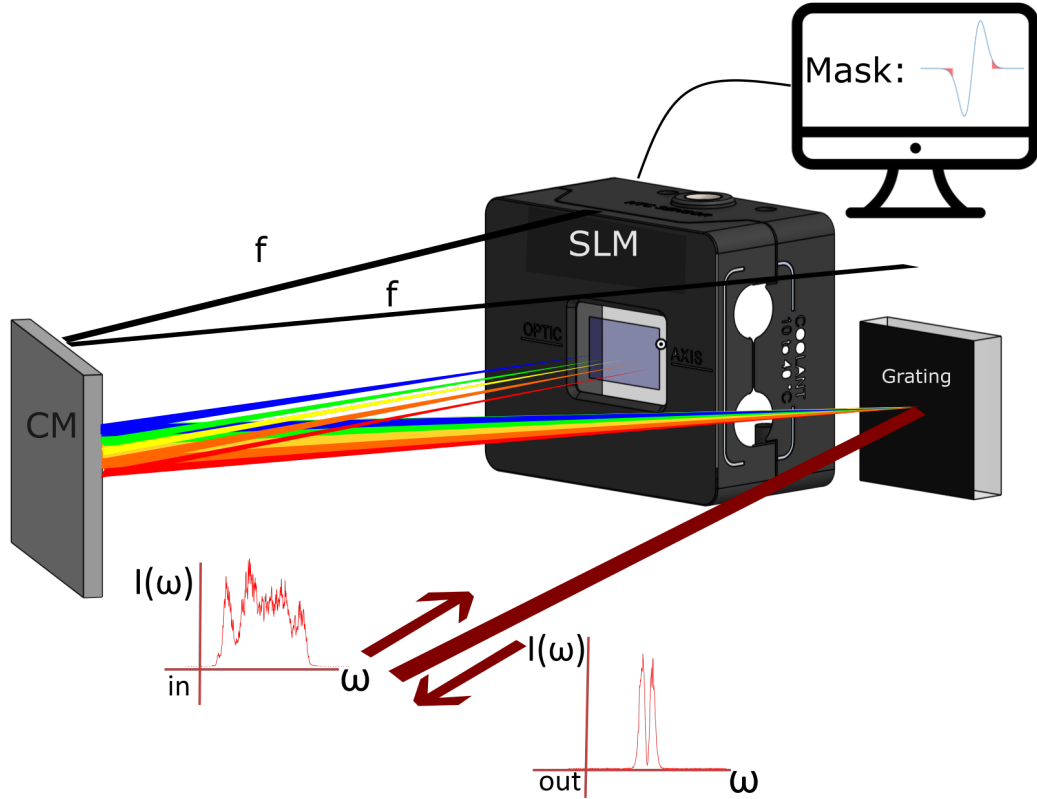 Mask:
SLM
f
f
OPTIC
AXIS
CM
Grating
I(ω)
in
ω
I(ω)
out
ω